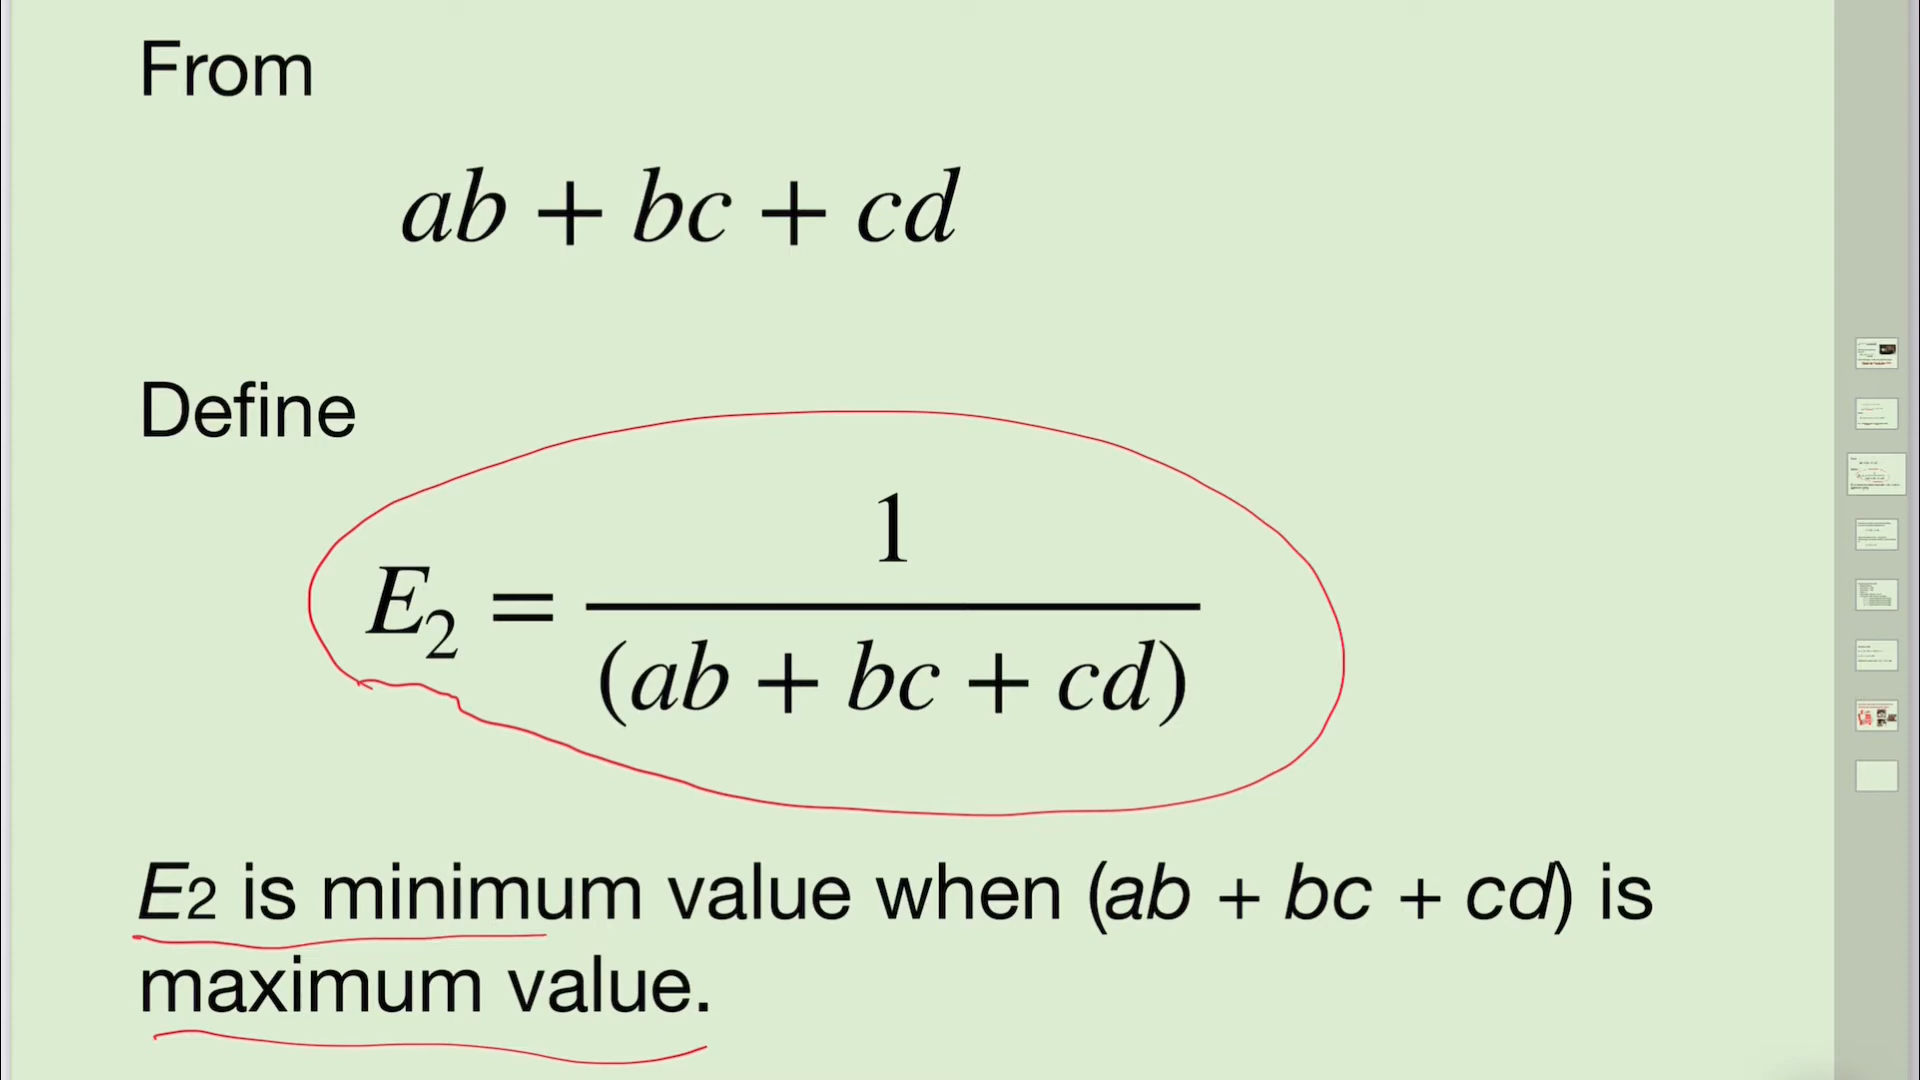 From
ab + bc + cd
Define
E₂ = 1 / (ab + bc + cd)
E2 is minimum value when (ab + bc + cd) is
maximum value.